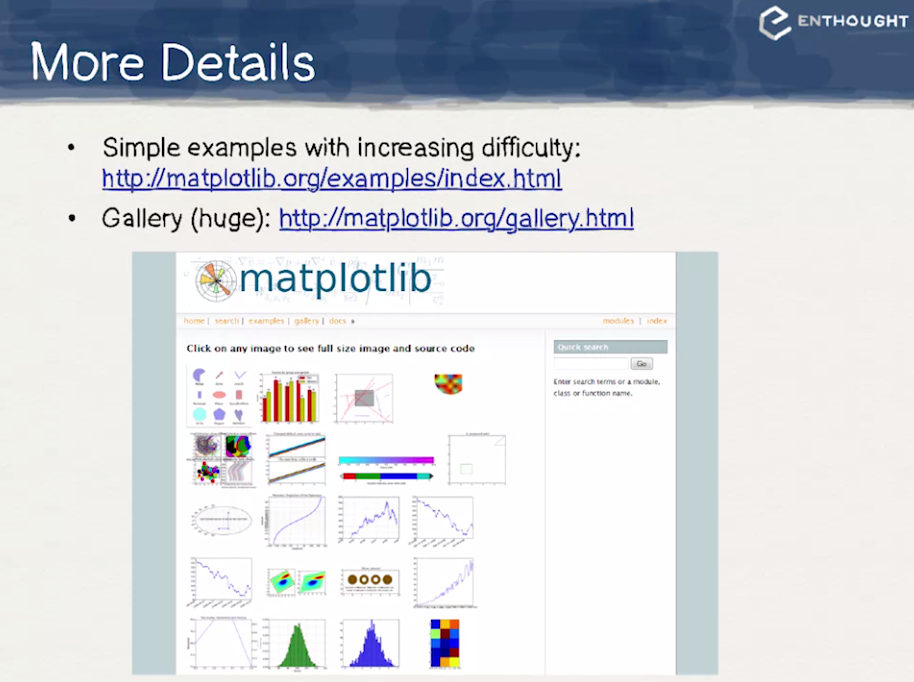 ENTHOUGHT
More Details
• Simple examples with increasing difficulty:
http://matplotlib.org/examples/index.html
• Gallery (huge): http://matplotlib.org/gallery.html
matplotlib
home | search | examples | gallery | docs »
modules | index
Click on any image to see full size image and source code
Quick search
Go
Enter search terms or a module,
class or function name.